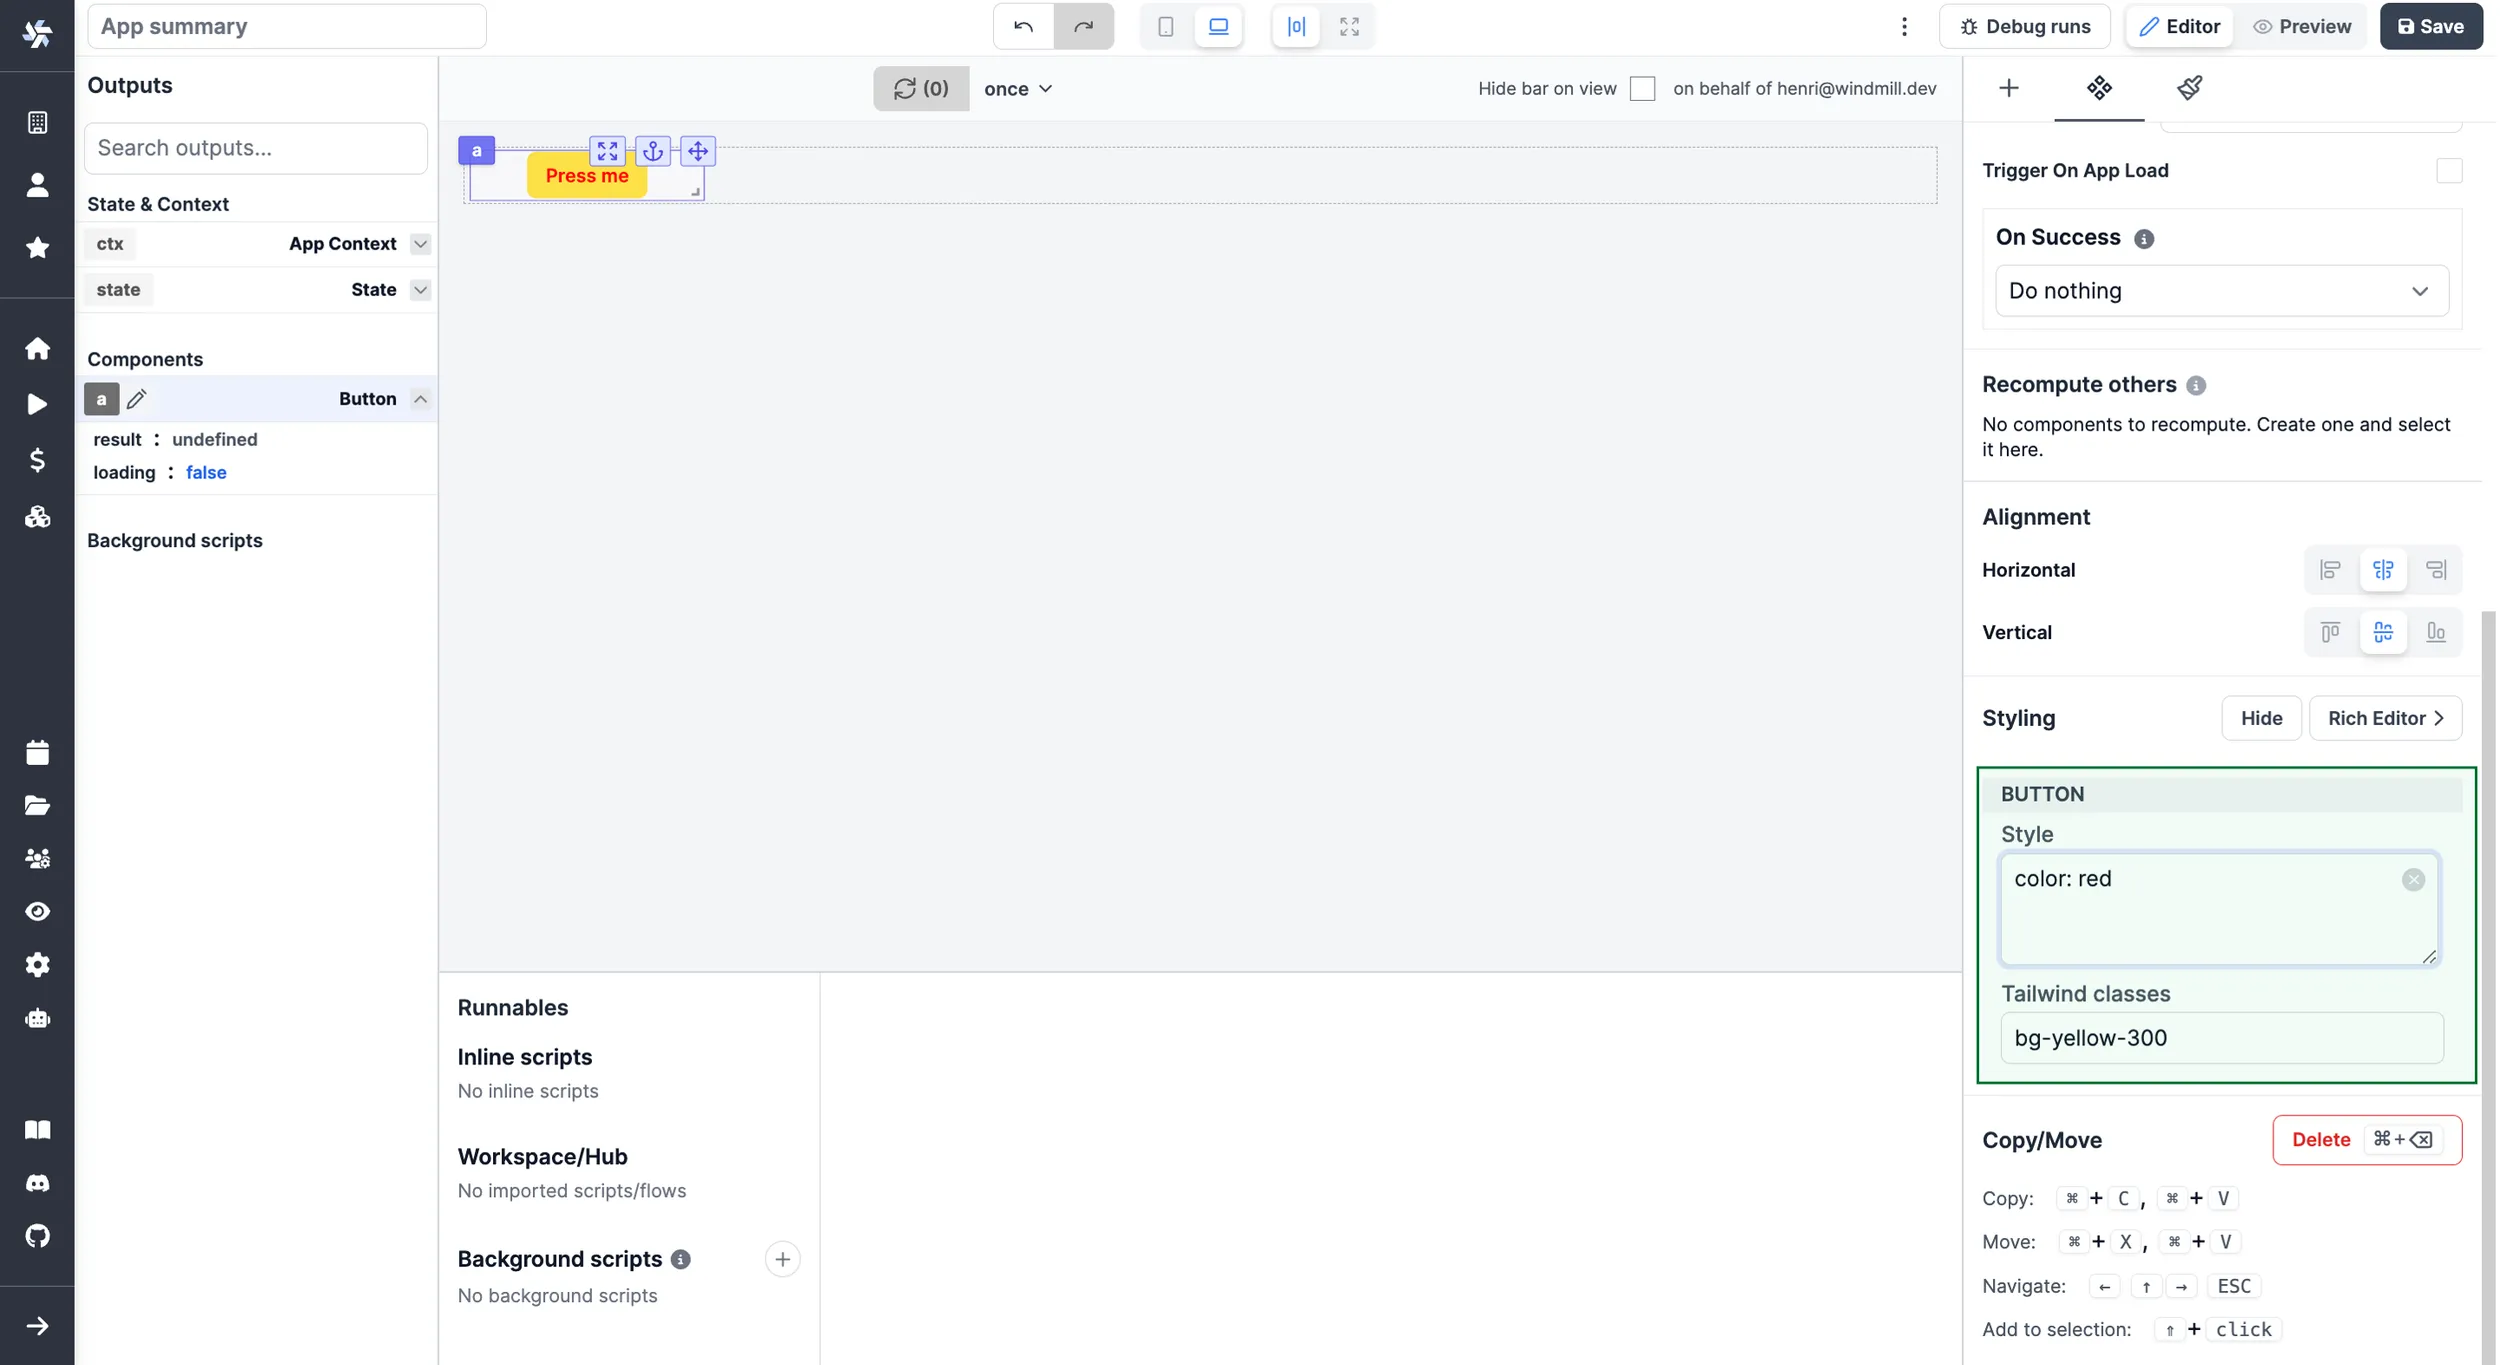 App summary
Debug runs
Editor
Preview
Save
Outputs
Search outputs...
State & Context
ctx
App Context
state
State
Components
a
Button
result : undefined
loading : false
Background scripts
(0)
once
Hide bar on view
on behalf of henri@windmill.dev
a
Press me
Runnables
Inline scripts
No inline scripts
Workspace/Hub
No imported scripts/flows
Background scripts
No background scripts
Trigger On App Load
On Success
Do nothing
Recompute others
No components to recompute. Create one and select
it here.
Alignment
Horizontal
Vertical
Styling
Hide
Rich Editor
BUTTON
Style
color: red
Tailwind classes
bg-yellow-300
Copy/Move
Delete ⌘+⌫
Copy: ⌘ + C, ⌘ + V
Move: ⌘ + X, ⌘ + V
Navigate: ← ↑ → ESC
Add to selection: ⇑ + click